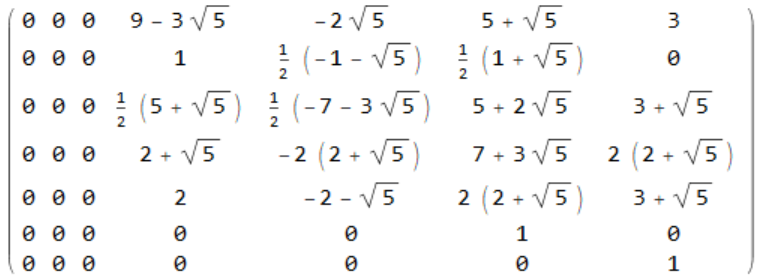 0 0 0 9 - 3 √5 -2 √5 5 + √5 3
0 0 0 1 1/2 (-1 - √5) 1/2 (1 + √5) 0
0 0 0 1/2 (5 + √5) 1/2 (-7 - 3 √5) 5 + 2 √5 3 + √5
0 0 0 2 + √5 -2 (2 + √5) 7 + 3 √5 2 (2 + √5)
0 0 0 2 -2 - √5 2 (2 + √5) 3 + √5
0 0 0 0 0 1 0
0 0 0 0 0 0 1